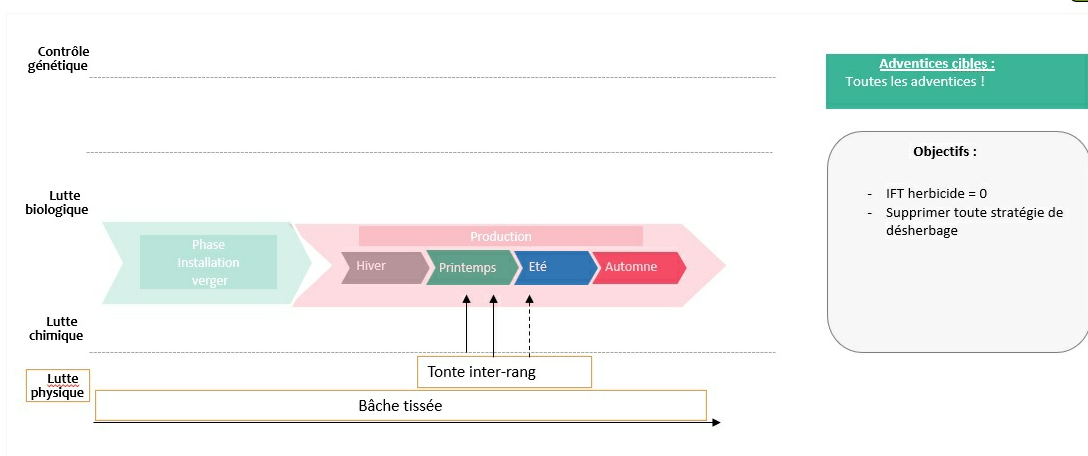 Contrôle
génétique
Adventices cibles :
Toutes les adventices !
Objectifs :
- IFT herbicide = 0
- Supprimer toute stratégie de
désherbage
Lutte
biologique
Phase
Installation
verger
Production
Hiver
Printemps
Eté
Automne
Lutte
chimique
Tonte inter-rang
Lutte
physique
Bâche tissée